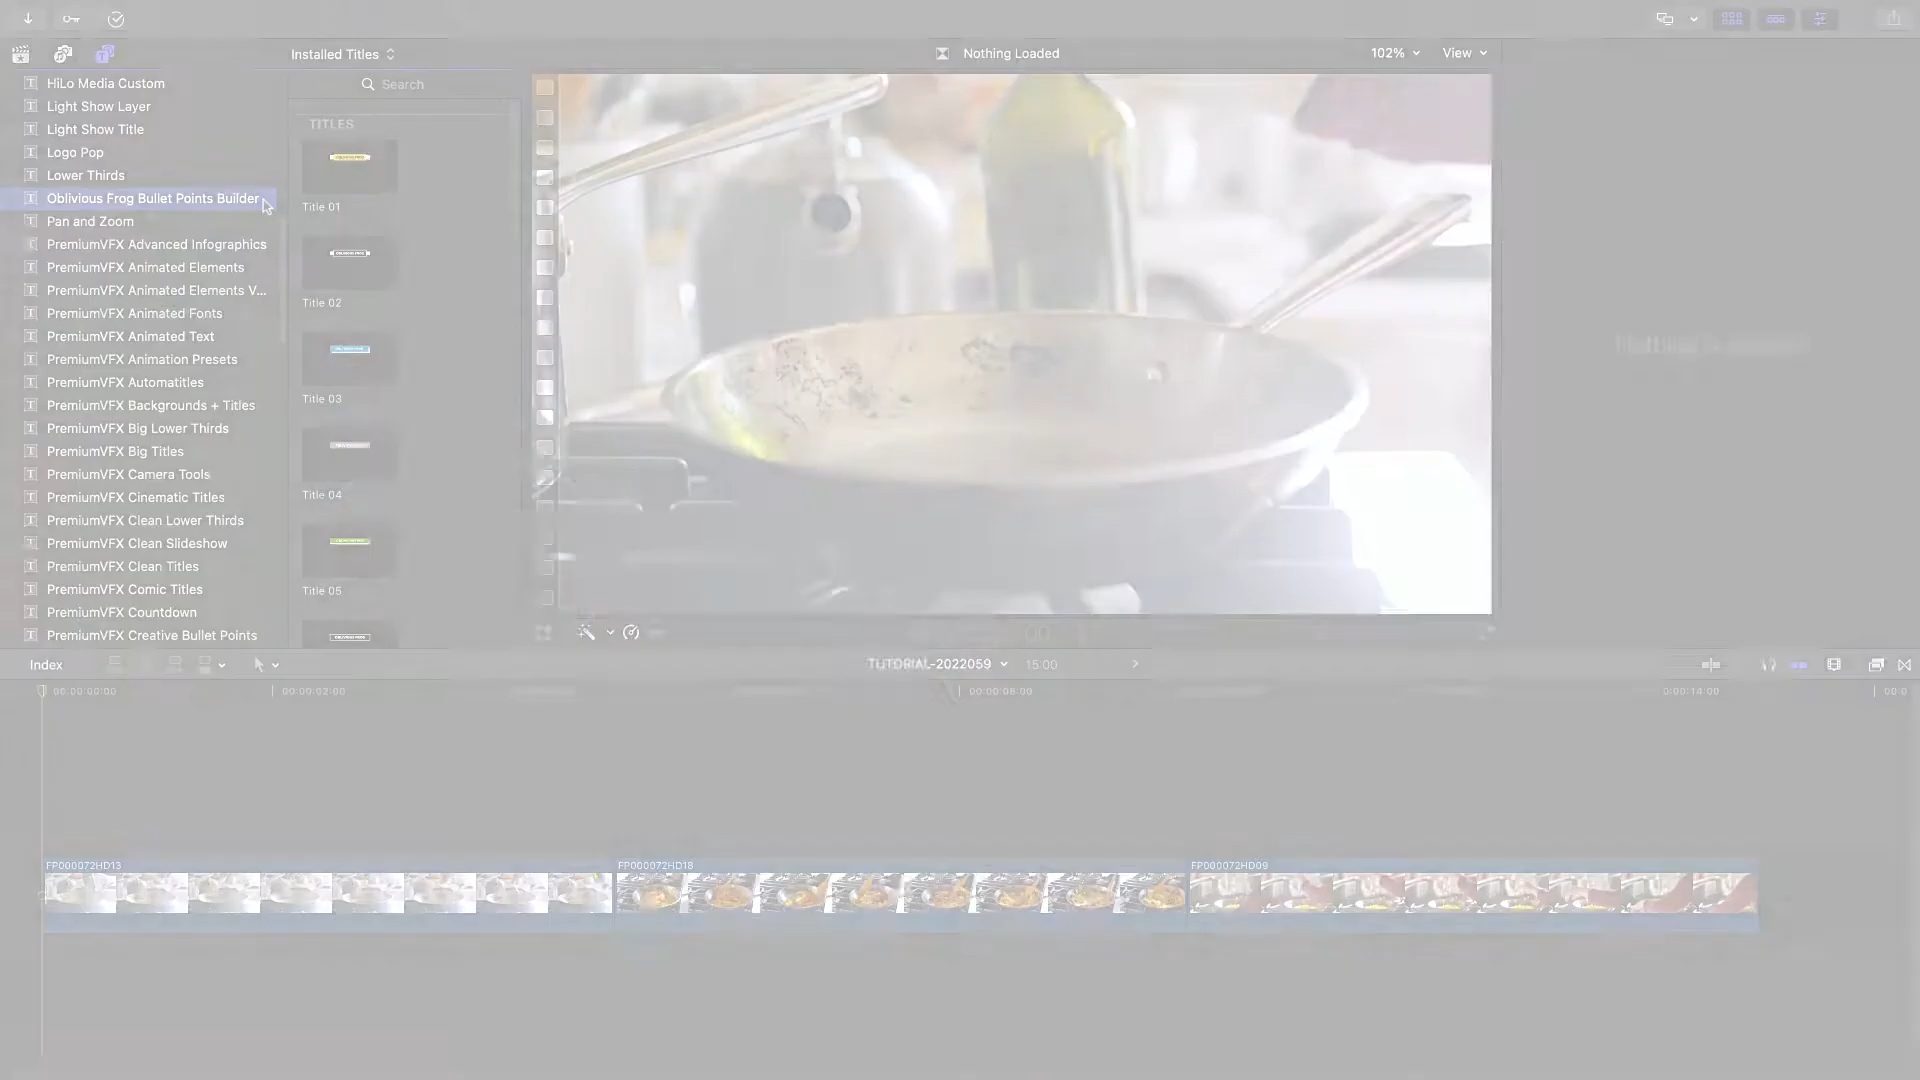 Installed Titles
Nothing Loaded
102%
View
HiLo Media Custom
Light Show Layer
Light Show Title
Logo Pop
Lower Thirds
Oblivious Frog Bullet Points Builder
Pan and Zoom
PremiumVFX Advanced Infographics
PremiumVFX Animated Elements
PremiumVFX Animated Elements V...
PremiumVFX Animated Fonts
PremiumVFX Animated Text
PremiumVFX Animation Presets
PremiumVFX Automatitles
PremiumVFX Backgrounds + Titles
PremiumVFX Big Lower Thirds
PremiumVFX Big Titles
PremiumVFX Camera Tools
PremiumVFX Cinematic Titles
PremiumVFX Clean Lower Thirds
PremiumVFX Clean Slideshow
PremiumVFX Clean Titles
PremiumVFX Comic Titles
PremiumVFX Countdown
PremiumVFX Creative Bullet Points
Search
TITLES
Title 01
Title 02
Title 03
Title 04
Title 05
Index
TUTORIAL-2022059
15:00
00:00:00:00
00:00:02:00
00:00:08:00
0:00:14:00
00:0
FP000072HD13
FP000072HD18
FP000072HD09